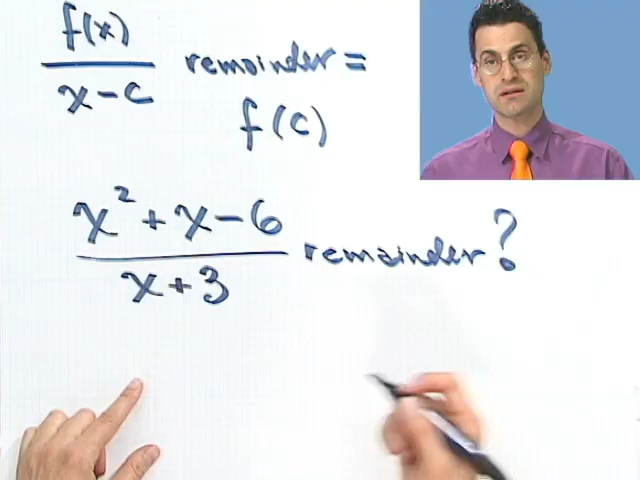 f(x)
x - c
remainder =
f(c)
x² + x - 6
x + 3
remainder?